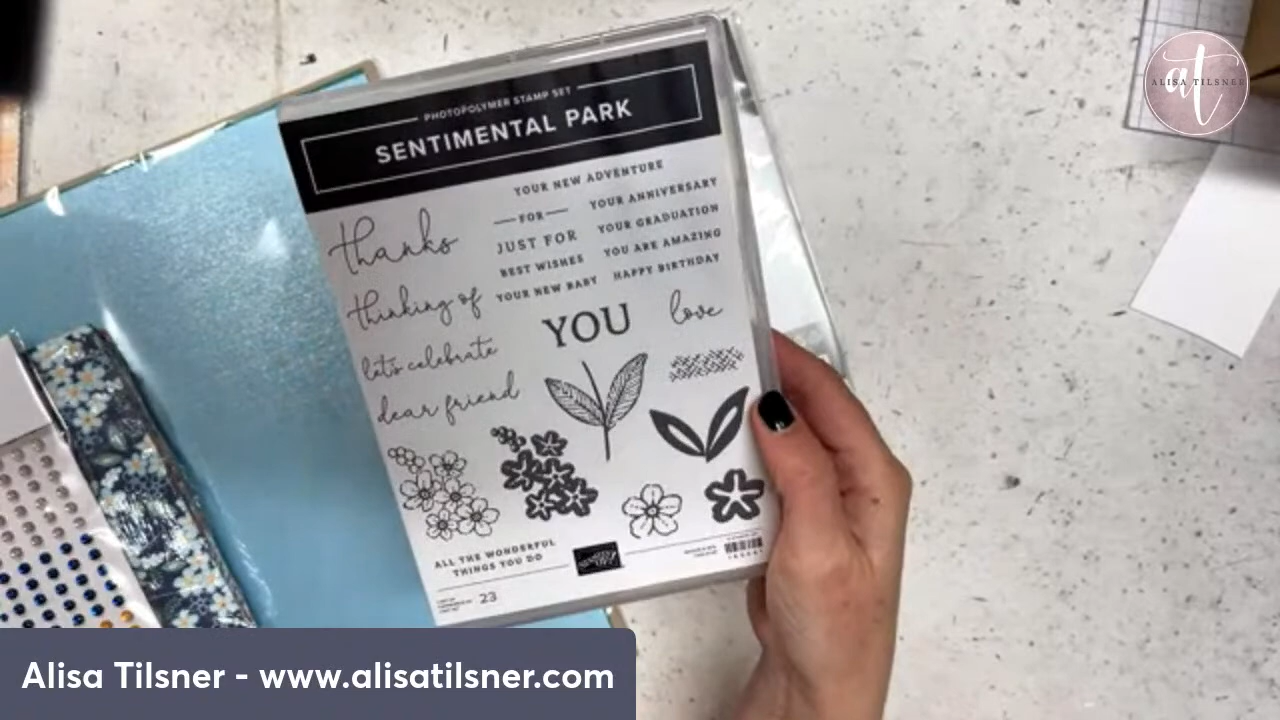 PHOTOPOLYMER STAMP SET
SENTIMENTAL PARK
YOUR NEW ADVENTURE
thanks
FOR
YOUR ANNIVERSARY
JUST FOR
YOUR GRADUATION
BEST WISHES
YOU ARE AMAZING
thinking of
YOUR NEW BABY
HAPPY BIRTHDAY
YOU
love
let's celebrate
dear friend
ALL THE WONDERFUL
THINGS YOU DO
23
at
ALISA TILSNER
Alisa Tilsner - www.alisatilsner.com